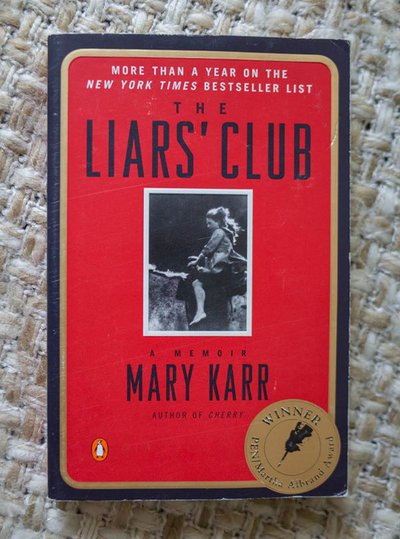 MORE THAN A YEAR ON THE
NEW YORK TIMES BESTSELLER LIST
THE
LIARS' CLUB
A MEMOIR
MARY KARR
AUTHOR OF CHERRY
WINNER
PEN/Martha Albrand Award